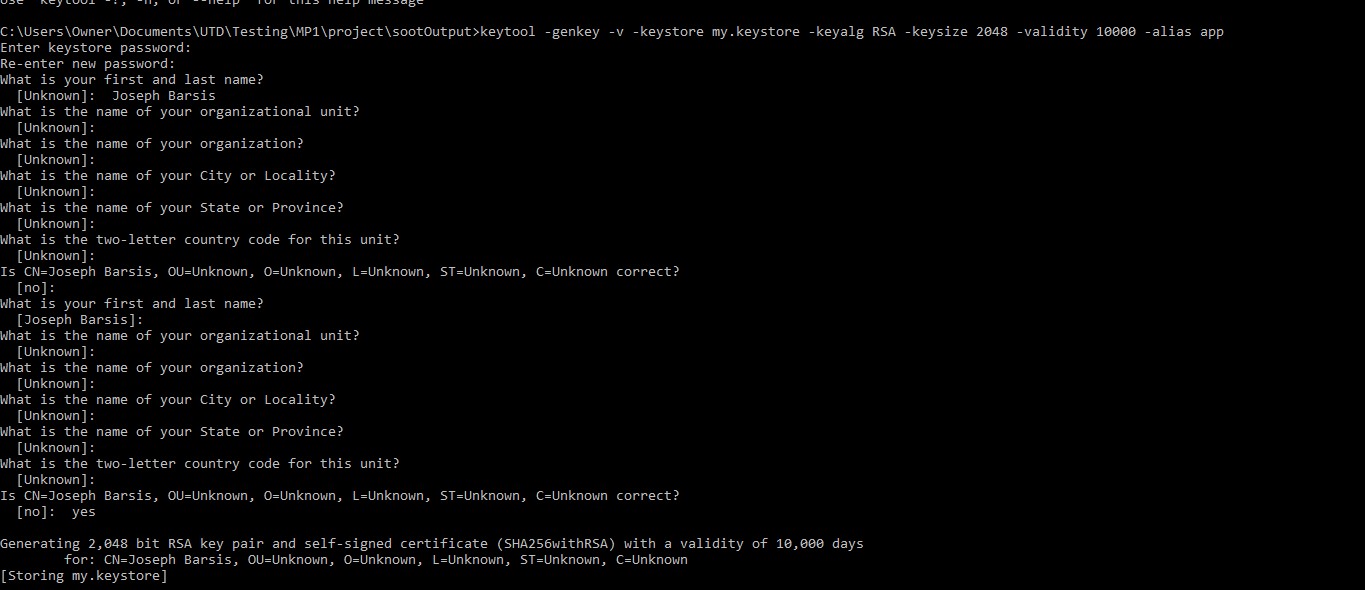 Use "keytool -?, -h, or --help" for this help message
C:\Users\Owner\Documents\UTD\Testing\MP1\project\sootOutput>keytool -genkey -v -keystore my.keystore -keyalg RSA -keysize 2048 -validity 10000 -alias app
Enter keystore password:
Re-enter new password:
What is your first and last name?
[Unknown]:  Joseph Barsis
What is the name of your organizational unit?
[Unknown]:
What is the name of your organization?
[Unknown]:
What is the name of your City or Locality?
[Unknown]:
What is the name of your State or Province?
[Unknown]:
What is the two-letter country code for this unit?
[Unknown]:
Is CN=Joseph Barsis, OU=Unknown, O=Unknown, L=Unknown, ST=Unknown, C=Unknown correct?
[no]:
What is your first and last name?
[Joseph Barsis]:
What is the name of your organizational unit?
[Unknown]:
What is the name of your organization?
[Unknown]:
What is the name of your City or Locality?
[Unknown]:
What is the name of your State or Province?
[Unknown]:
What is the two-letter country code for this unit?
[Unknown]:
Is CN=Joseph Barsis, OU=Unknown, O=Unknown, L=Unknown, ST=Unknown, C=Unknown correct?
[no]:  yes
Generating 2,048 bit RSA key pair and self-signed certificate (SHA256withRSA) with a validity of 10,000 days
for: CN=Joseph Barsis, OU=Unknown, O=Unknown, L=Unknown, ST=Unknown, C=Unknown
[Storing my.keystore]